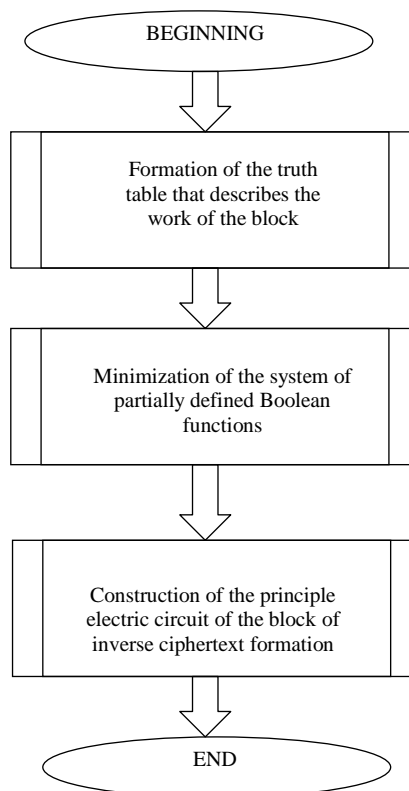 BEGINNING
Formation of the truth
table that describes the
work of the block
Minimization of the system of
partially defined Boolean
functions
Construction of the principle
electric circuit of the block of
inverse ciphertext formation
END